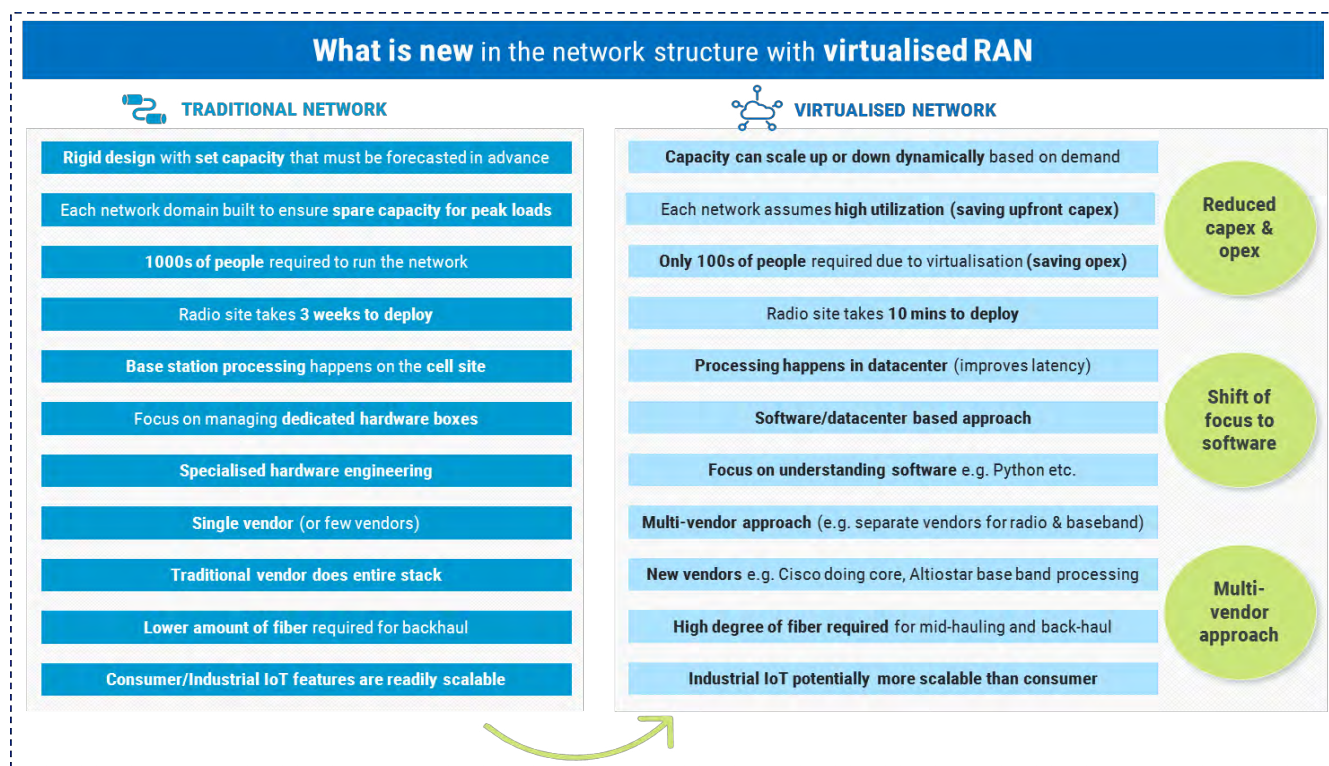 What is new in the network structure with virtualised RAN
TRADITIONAL NETWORK
Rigid design with set capacity that must be forecasted in advance
Each network domain built to ensure spare capacity for peak loads
1000s of people required to run the network
Radio site takes 3 weeks to deploy
Base station processing happens on the cell site
Focus on managing dedicated hardware boxes
Specialised hardware engineering
Single vendor (or few vendors)
Traditional vendor does entire stack
Lower amount of fiber required for backhaul
Consumer/Industrial IoT features are readily scalable
VIRTUALISED NETWORK
Capacity can scale up or down dynamically based on demand
Each network assumes high utilization (saving upfront capex)
Only 100s of people required due to virtualisation (saving opex)
Radio site takes 10 mins to deploy
Processing happens in datacenter (improves latency)
Software/datacenter based approach
Focus on understanding software e.g. Python etc.
Multi-vendor approach (e.g. separate vendors for radio & baseband)
New vendors e.g. Cisco doing core, Altiostar base band processing
High degree of fiber required for mid-hauling and back-haul
Industrial IoT potentially more scalable than consumer
Reduced
capex &
opex
Shift of
focus to
software
Multi-
vendor
approach